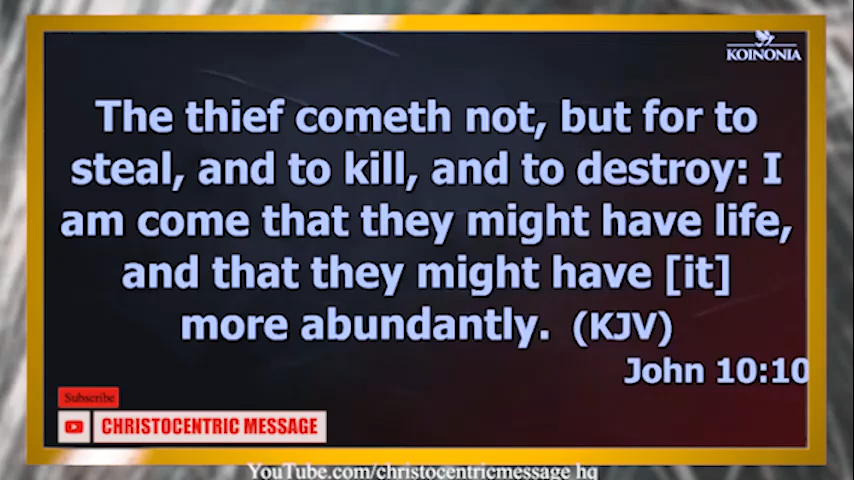 KOINONIA
The thief cometh not, but for to
steal, and to kill, and to destroy: I
am come that they might have life,
and that they might have [it]
more abundantly. (KJV)
John 10:10
Subscribe
CHRISTOCENTRIC MESSAGE
YouTube.com/christocentricmessage hq